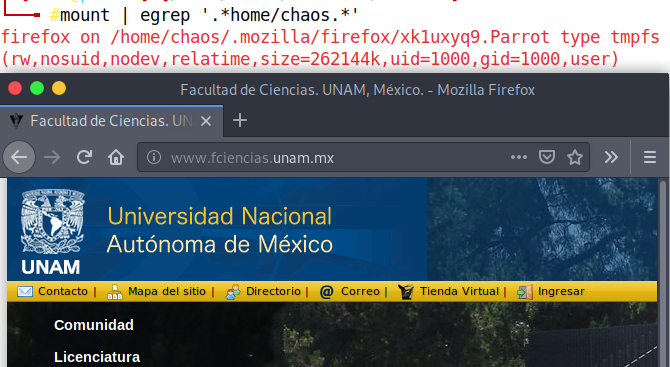 #mount | egrep '.*home/chaos.*'
firefox on /home/chaos/.mozilla/firefox/xk1uxyq9.Parrot type tmpfs
(rw,nosuid,nodev,relatime,size=262144k,uid=1000,gid=1000,user)
Facultad de Ciencias. UNAM, México. - Mozilla Firefox
Facultad de Ciencias. UN
www.fciencias.unam.mx
Universidad Nacional
Autónoma de México
UNAM
Contacto | Mapa del sitio | Directorio | @ Correo | Tienda Virtual | Ingresar
Comunidad
Licenciatura